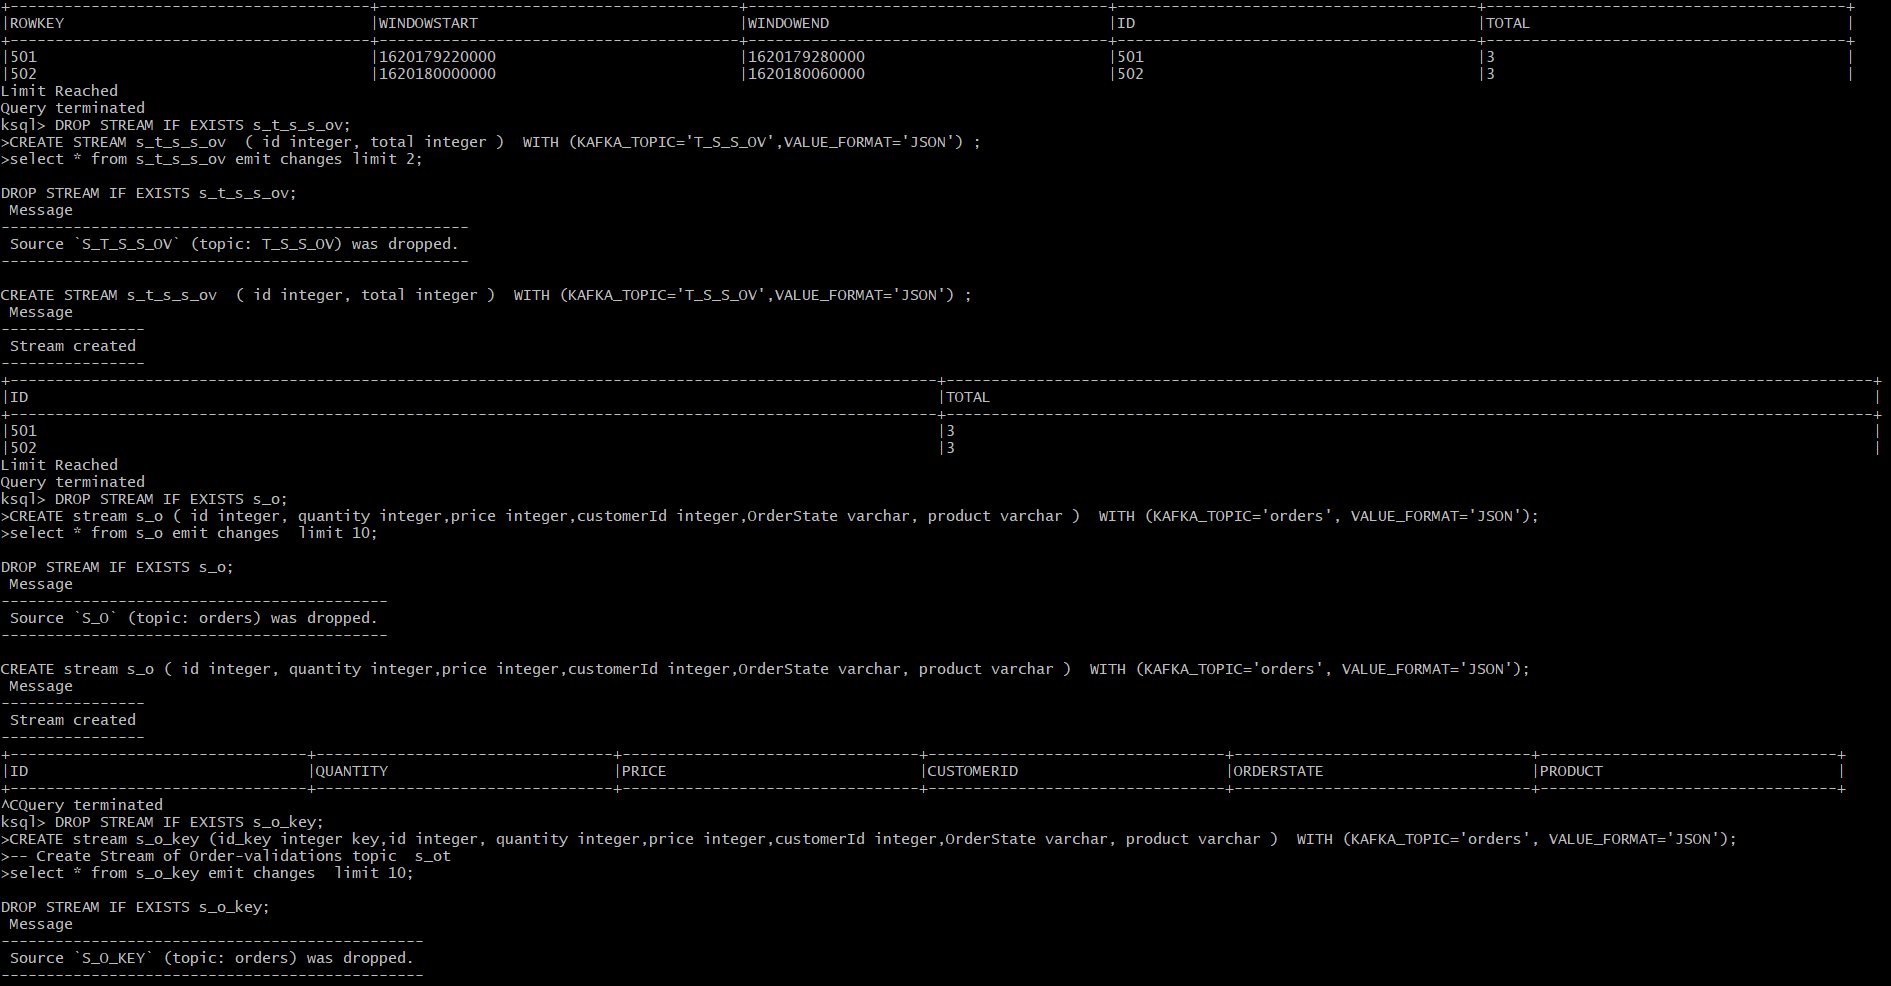 |ROWKEY |WINDOWSTART |WINDOWEND |ID |TOTAL |
|501 |1620179220000 |1620179280000 |501 |3 |
|502 |1620180000000 |1620180060000 |502 |3 |
Limit Reached
Query terminated
ksql> DROP STREAM IF EXISTS s_t_s_s_ov;
>CREATE STREAM s_t_s_s_ov  ( id integer, total integer )  WITH (KAFKA_TOPIC='T_S_S_OV',VALUE_FORMAT='JSON') ;
>select * from s_t_s_s_ov emit changes limit 2;
DROP STREAM IF EXISTS s_t_s_s_ov;
Message
----------------------------------------------------
Source `S_T_S_S_OV` (topic: T_S_S_OV) was dropped.
----------------------------------------------------
CREATE STREAM s_t_s_s_ov  ( id integer, total integer )  WITH (KAFKA_TOPIC='T_S_S_OV',VALUE_FORMAT='JSON') ;
Message
----------------
Stream created
----------------
|ID |TOTAL |
|501 |3 |
|502 |3 |
Limit Reached
Query terminated
ksql> DROP STREAM IF EXISTS s_o;
>CREATE stream s_o ( id integer, quantity integer,price integer,customerId integer,OrderState varchar, product varchar )  WITH (KAFKA_TOPIC='orders', VALUE_FORMAT='JSON');
>select * from s_o emit changes  limit 10;
DROP STREAM IF EXISTS s_o;
Message
-------------------------------------------
Source `S_O` (topic: orders) was dropped.
-------------------------------------------
CREATE stream s_o ( id integer, quantity integer,price integer,customerId integer,OrderState varchar, product varchar )  WITH (KAFKA_TOPIC='orders', VALUE_FORMAT='JSON');
Message
----------------
Stream created
----------------
|ID |QUANTITY |PRICE |CUSTOMERID |ORDERSTATE |PRODUCT |
^CQuery terminated
ksql> DROP STREAM IF EXISTS s_o_key;
>CREATE stream s_o_key (id_key integer key,id integer, quantity integer,price integer,customerId integer,OrderState varchar, product varchar )  WITH (KAFKA_TOPIC='orders', VALUE_FORMAT='JSON');
>-- Create Stream of Order-validations topic  s_ot
>select * from s_o_key emit changes  limit 10;
DROP STREAM IF EXISTS s_o_key;
Message
-----------------------------------------------
Source `S_O_KEY` (topic: orders) was dropped.
-----------------------------------------------